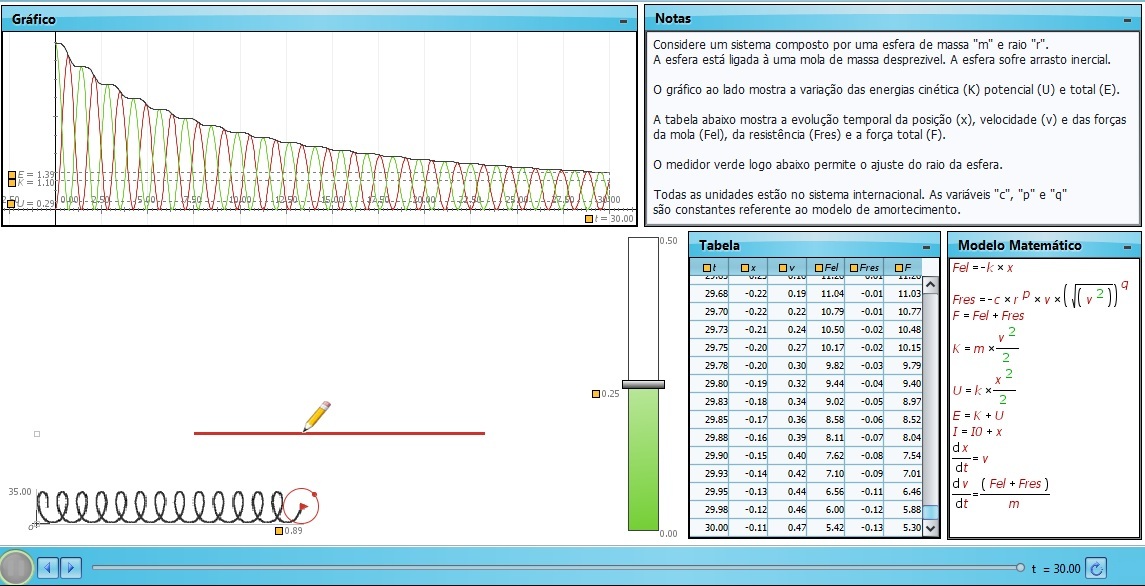 Gráfico
E = 1.39
K = 1.10
U = 0.29
0.00 2.50 5.00 7.50 10.00 12.50 15.00 17.50 20.00 22.50 25.00 27.50 30.00
t = 30.00
Notas
Considere um sistema composto por uma esfera de massa "m" e raio "r".
A esfera está ligada à uma mola de massa desprezivel. A esfera sofre arrasto inercial.
O gráfico ao lado mostra a variação das energias cinética (K) potencial (U) e total (E).
A tabela abaixo mostra a evolução temporal da posição (x), velocidade (v) e das forças
da mola (Fel), da resistência (Fres) e a força total (F).
O medidor verde logo abaixo permite o ajuste do raio da esfera.
Todas as unidades estão no sistema internacional. As variáveis "c", "p" e "q"
são constantes referente ao modelo de amortecimento.
35.00
0
0.89
0.50
0.25
0.00
Tabela
t x v Fel Fres F
29.68 -0.22 0.19 11.04 -0.01 11.03
29.70 -0.22 0.22 10.79 -0.01 10.77
29.73 -0.21 0.24 10.50 -0.02 10.48
29.75 -0.20 0.27 10.17 -0.02 10.15
29.78 -0.20 0.30 9.82 -0.03 9.79
29.80 -0.19 0.32 9.44 -0.04 9.40
29.83 -0.18 0.34 9.02 -0.05 8.97
29.85 -0.17 0.36 8.58 -0.06 8.52
29.88 -0.16 0.39 8.11 -0.07 8.04
29.90 -0.15 0.40 7.62 -0.08 7.54
29.93 -0.14 0.42 7.10 -0.09 7.01
29.95 -0.13 0.44 6.56 -0.11 6.46
29.98 -0.12 0.46 6.00 -0.12 5.88
30.00 -0.11 0.47 5.42 -0.13 5.30
Modelo Matemático
Fel = -k × x
Fres = -c × r^p × v × (√(v^2))^q
F = Fel + Fres
K = m × v^2/2
U = k × x^2/2
E = K + U
l = l0 + x
dx/dt = v
dv/dt = (Fel + Fres)/m
t = 30.00